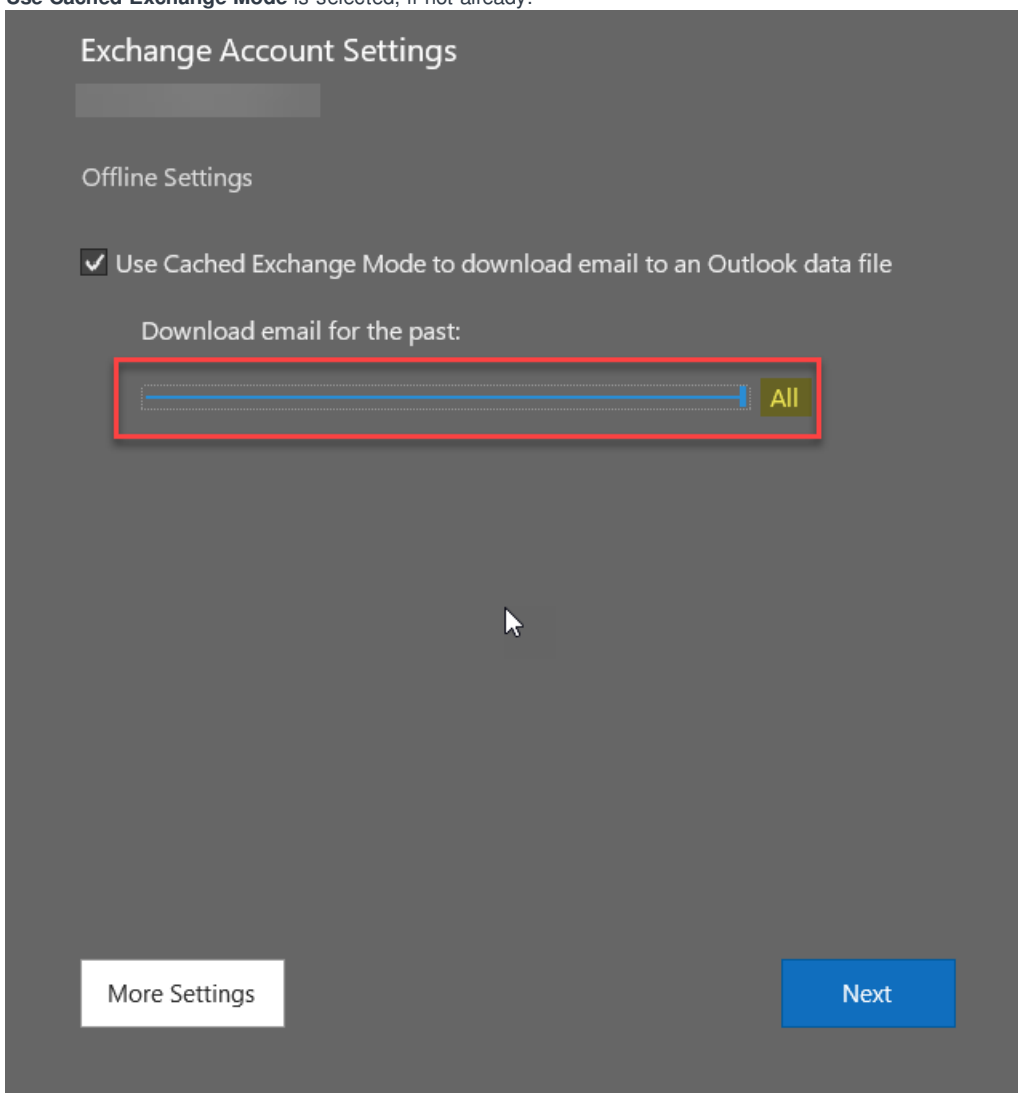 Use Cached Exchange Mode is selected, if not already.
Exchange Account Settings
Offline Settings
Use Cached Exchange Mode to download email to an Outlook data file
Download email for the past:
All
More Settings
Next